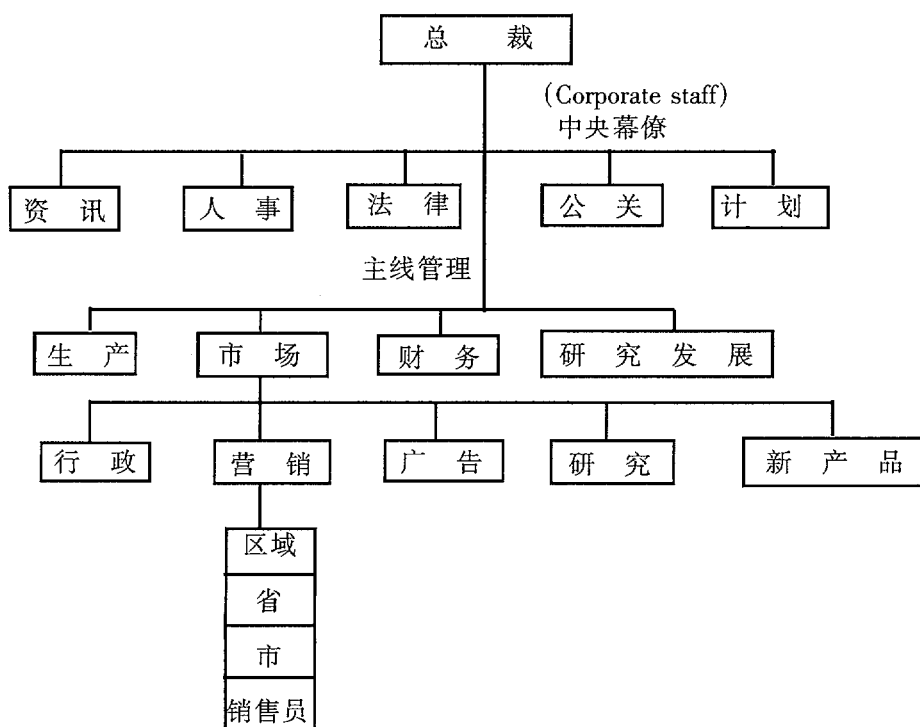 总裁
(Corporate staff)
中央幕僚
资讯 人事 法律 公关 计划
主线管理
生产 市场 财务 研究发展
行政 营销 广告 研究 新产品
区域
省
市
销售员